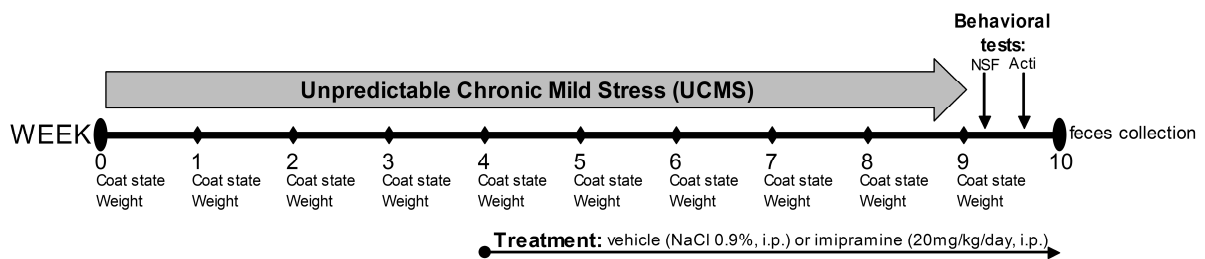 Behavioral
tests:
NSF Acti
Unpredictable Chronic Mild Stress (UCMS)
WEEK
feces collection
0 1 2 3 4 5 6 7 8 9 10
Coat state Coat state Coat state Coat state Coat state Coat state Coat state Coat state Coat state Coat state
Weight Weight Weight Weight Weight Weight Weight Weight Weight Weight
Treatment: vehicle (NaCl 0.9%, i.p.) or imipramine (20mg/kg/day, i.p.)